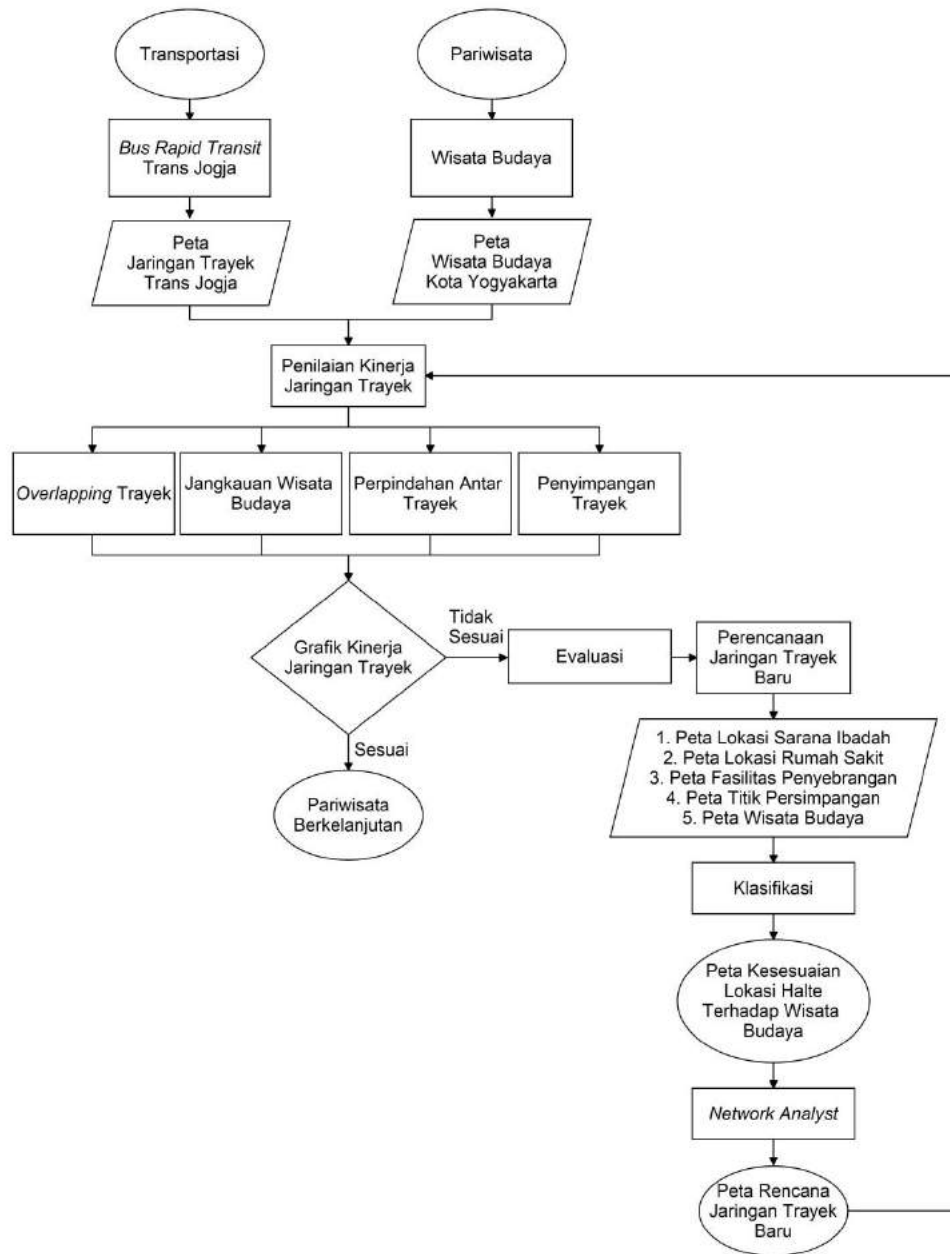 Transportasi
Pariwisata
Bus Rapid Transit
Trans Jogja
Wisata Budaya
Peta
Jaringan Trayek
Trans Jogja
Peta
Wisata Budaya
Kota Yogyakarta
Penilaian Kinerja
Jaringan Trayek
Overlapping Trayek
Jangkauan Wisata
Budaya
Perpindahan Antar
Trayek
Penyimpangan
Trayek
Grafik Kinerja
Jaringan Trayek
Tidak
Sesuai
Evaluasi
Perencanaan
Jaringan Trayek
Baru
Sesuai
Pariwisata
Berkelanjutan
1. Peta Lokasi Sarana Ibadah
2. Peta Lokasi Rumah Sakit
3. Peta Fasilitas Penyebrangan
4. Peta Titik Persimpangan
5. Peta Wisata Budaya
Klasifikasi
Peta Kesesuaian
Lokasi Halte
Terhadap Wisata
Budaya
Network Analyst
Peta Rencana
Jaringan Trayek
Baru